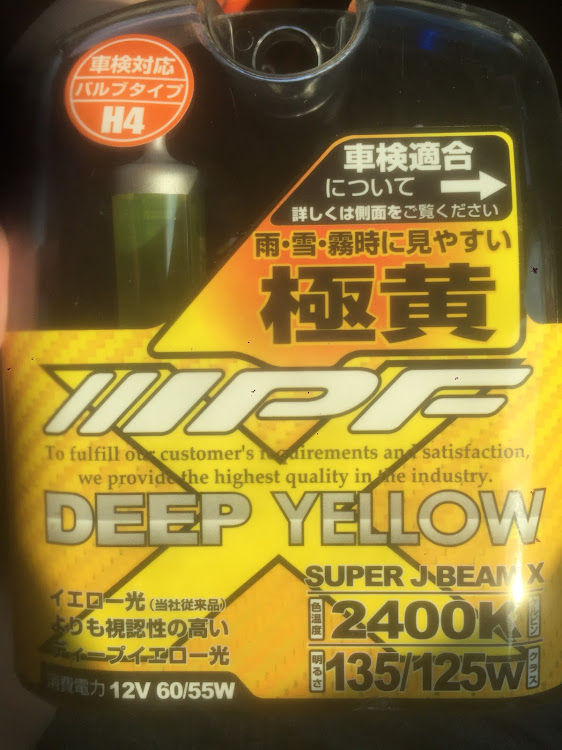 車検対応
バルブタイプ
H4
車検適合
について
詳しくは側面をご覧ください
雨・雪・霧時に見やすい
極黄
IPF
To fulfill our customer's requirements and satisfaction,
we provide the highest quality in the industry.
DEEP YELLOW
SUPER J BEAM X
イエロー光(当社従来品)
よりも視認性の高い
ディープイエロー光
消費電力 12V 60/55W
色温度 2400K ケルビン
明るさ 135/125W クラス